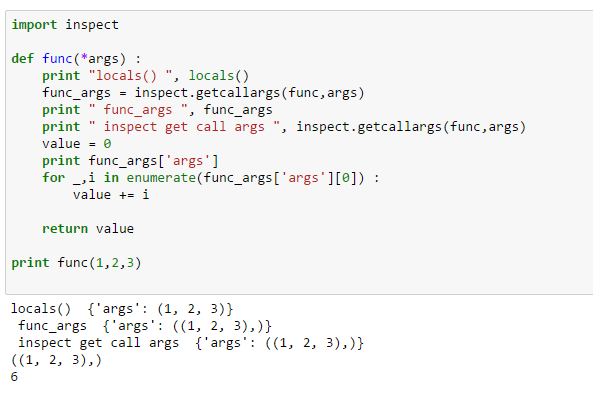 import inspect
def func(*args) :
    print "locals() ", locals()
    func_args = inspect.getcallargs(func,args)
    print " func_args ", func_args
    print " inspect get call args ", inspect.getcallargs(func,args)
    value = 0
    print func_args['args']
    for _,i in enumerate(func_args['args'][0]) :
        value += i
    return value
print func(1,2,3)
locals()  {'args': (1, 2, 3)}
 func_args  {'args': ((1, 2, 3),)}
 inspect get call args  {'args': ((1, 2, 3),)}
((1, 2, 3),)
6